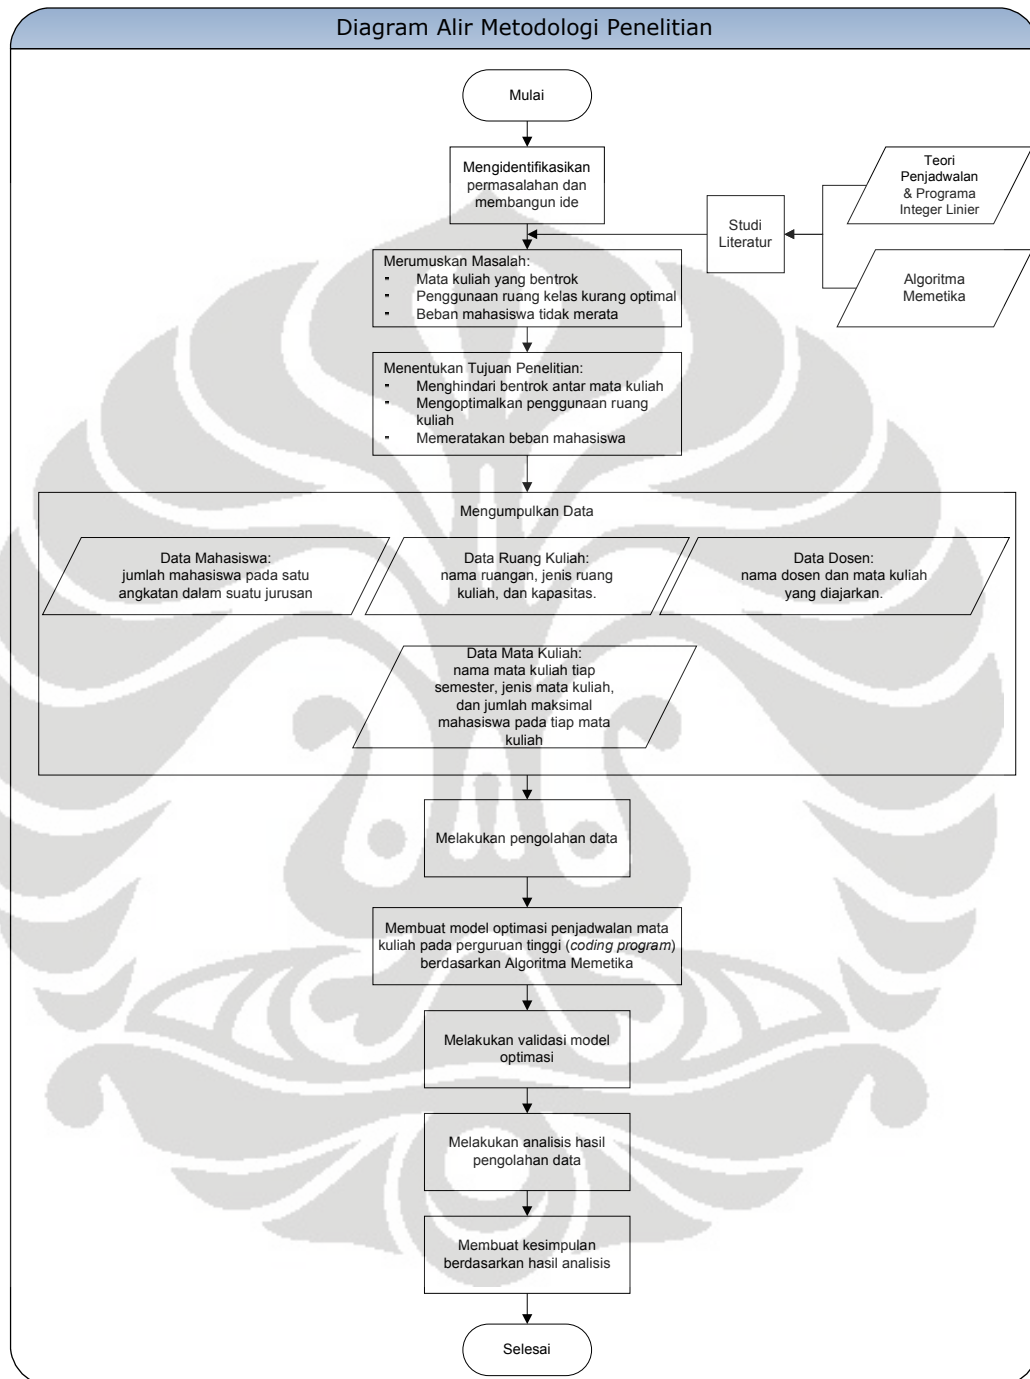 Diagram Alir Metodologi Penelitian
Mulai
Mengidentifikasikan
permasalahan dan
membangun ide
Teori
Penjadwalan
& Programa
Integer Linier
Studi
Literatur
Algoritma
Memetika
Merumuskan Masalah:
- Mata kuliah yang bentrok
- Penggunaan ruang kelas kurang optimal
- Beban mahasiswa tidak merata
Menentukan Tujuan Penelitian:
- Menghindari bentrok antar mata kuliah
- Mengoptimalkan penggunaan ruang
kuliah
- Memeratakan beban mahasiswa
Mengumpulkan Data
Data Mahasiswa:
jumlah mahasiswa pada satu
angkatan dalam suatu jurusan
Data Ruang Kuliah:
nama ruangan, jenis ruang
kuliah, dan kapasitas.
Data Dosen:
nama dosen dan mata kuliah
yang diajarkan.
Data Mata Kuliah:
nama mata kuliah tiap
semester, jenis mata kuliah,
dan jumlah maksimal
mahasiswa pada tiap mata
kuliah
Melakukan pengolahan data
Membuat model optimasi penjadwalan mata
kuliah pada perguruan tinggi (coding program)
berdasarkan Algoritma Memetika
Melakukan validasi model
optimasi
Melakukan analisis hasil
pengolahan data
Membuat kesimpulan
berdasarkan hasil analisis
Selesai